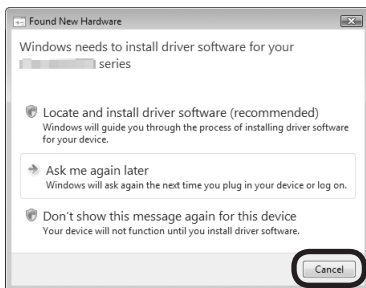 Found New Hardware
Windows needs to install driver software for your
series
Locate and install driver software (recommended)
Windows will guide you through the process of installing driver software
for your device.
Ask me again later
Windows will ask again the next time you plug in your device or log on.
Don't show this message again for this device
Your device will not function until you install driver software.
Cancel